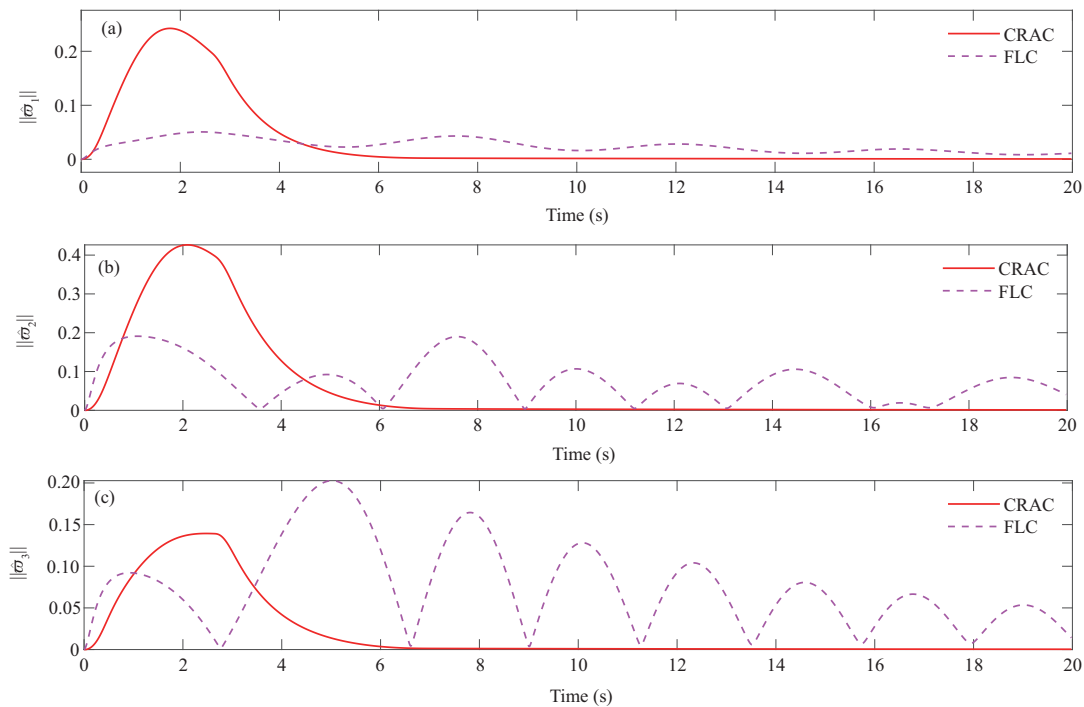 (a)
CRAC
FLC
0.2
0.1
0
||ϖ̂₁||
0 2 4 6 8 10 12 14 16 18 20
Time (s)
(b)
CRAC
FLC
0.4
0.3
0.2
0.1
0
||ϖ̂₂||
0 2 4 6 8 10 12 14 16 18 20
Time (s)
(c)
CRAC
FLC
0.20
0.15
0.10
0.05
0
||ϖ̂₃||
0 2 4 6 8 10 12 14 16 18 20
Time (s)